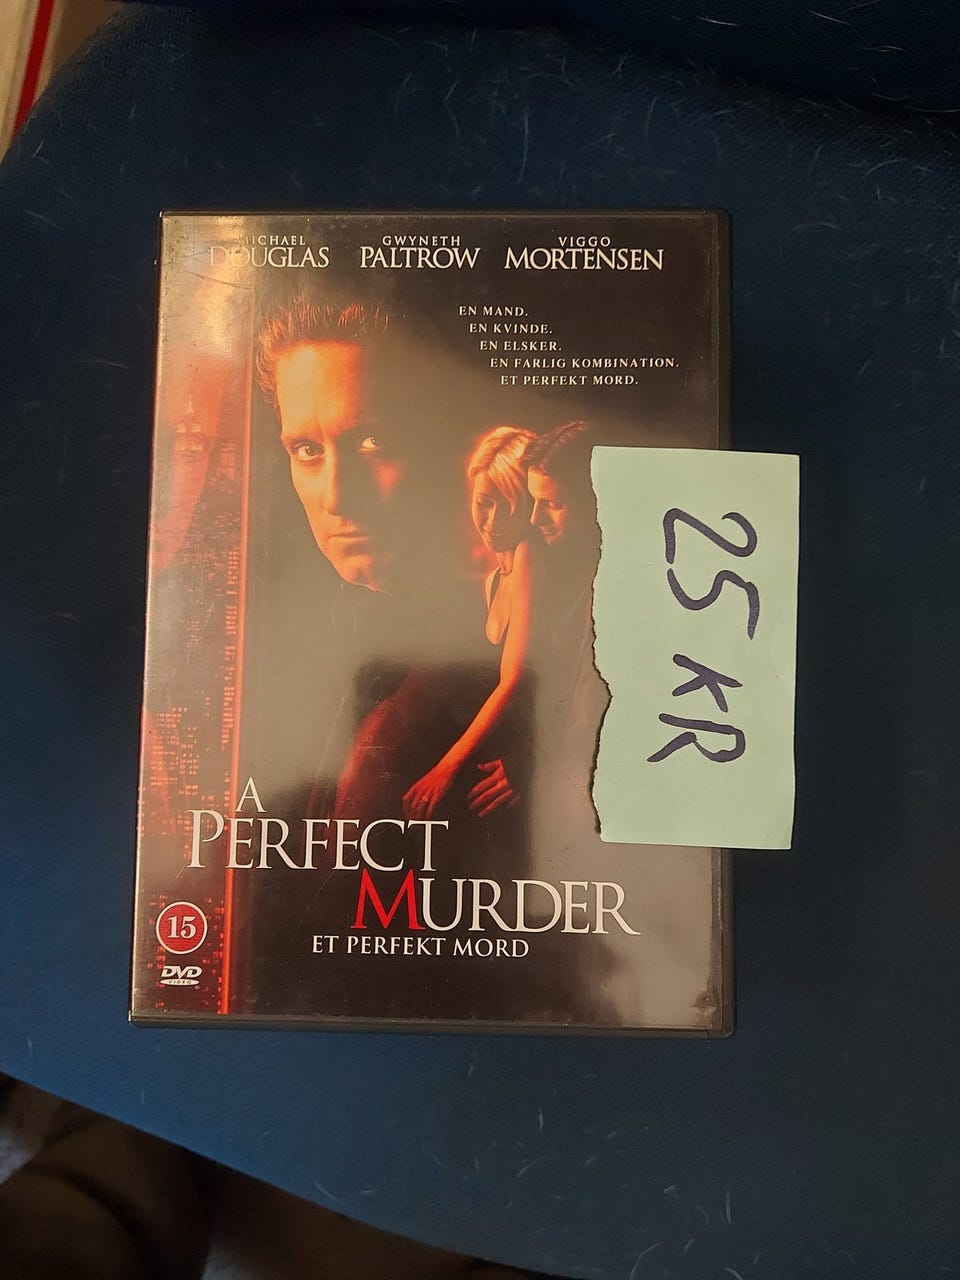 MICHAEL
DOUGLAS
GWYNETH
PALTROW
VIGGO
MORTENSEN
EN MAND.
EN KVINDE.
EN ELSKER.
EN FARLIG KOMBINATION.
ET PERFEKT MORD.
25 KR
A
PERFECT
MURDER
ET PERFEKT MORD
15
DVD
VIDEO